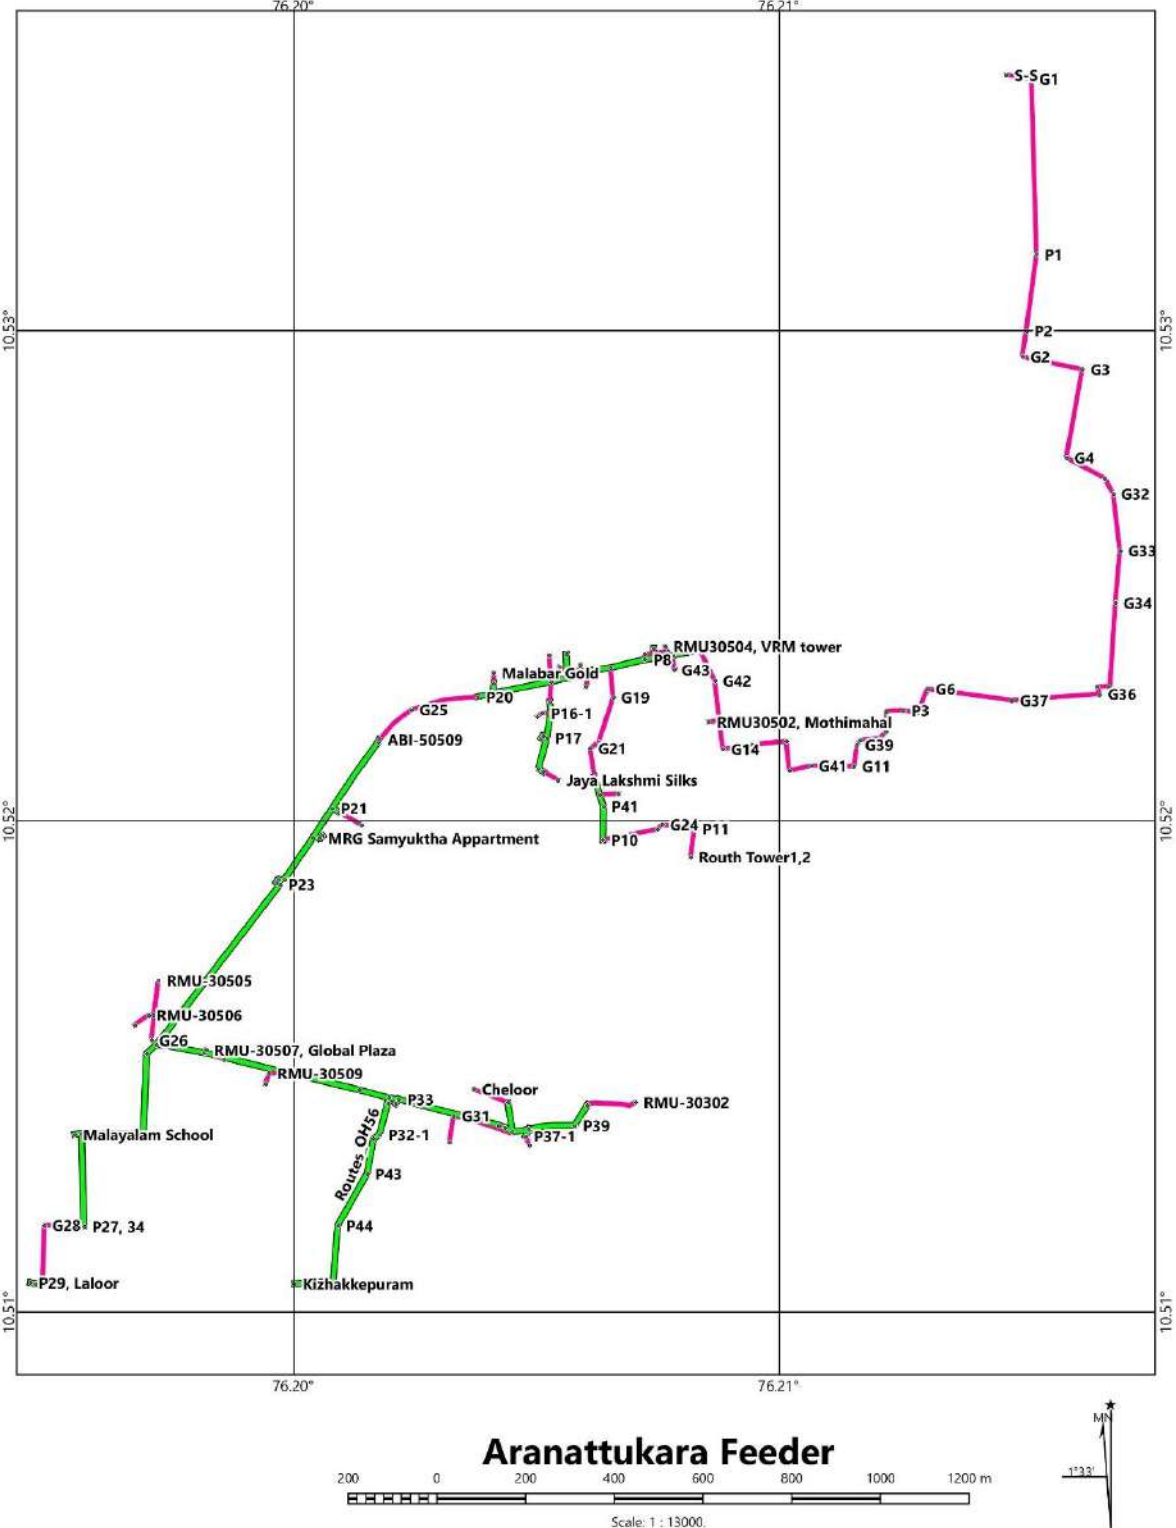 76.20°
76.21°
S-S G1
P1
10.53°
P2
10.53°
G2
G3
G4
G32
G33
G34
RMU30504, VRM tower
P8
Malabar Gold
G43
G42
G6
G36
P20
G19
G37
G25
P16-1
P3
RMU30502, Mothimahal
ABI-50509
P17
G21
G14
G39
G41
G11
Jaya Lakshmi Silks
P21
P41
10.52°
10.52°
G24
P11
MRG Samyuktha Appartment
P10
Routh Tower1,2
P23
RMU-30505
RMU-30506
G26
RMU-30507, Global Plaza
RMU-30509
Cheloor
P33
RMU-30302
G31
P39
Malayalam School
P32-1
P37-1
Routes OH56
P43
G28
P27, 34
P44
P29, Laloor
Kizhakkepuram
10.51°
10.51°
76.20°
76.21°
MN
Aranattukara Feeder
1°33'
200 0 200 400 600 800 1000 1200 m
Scale: 1 : 13000.